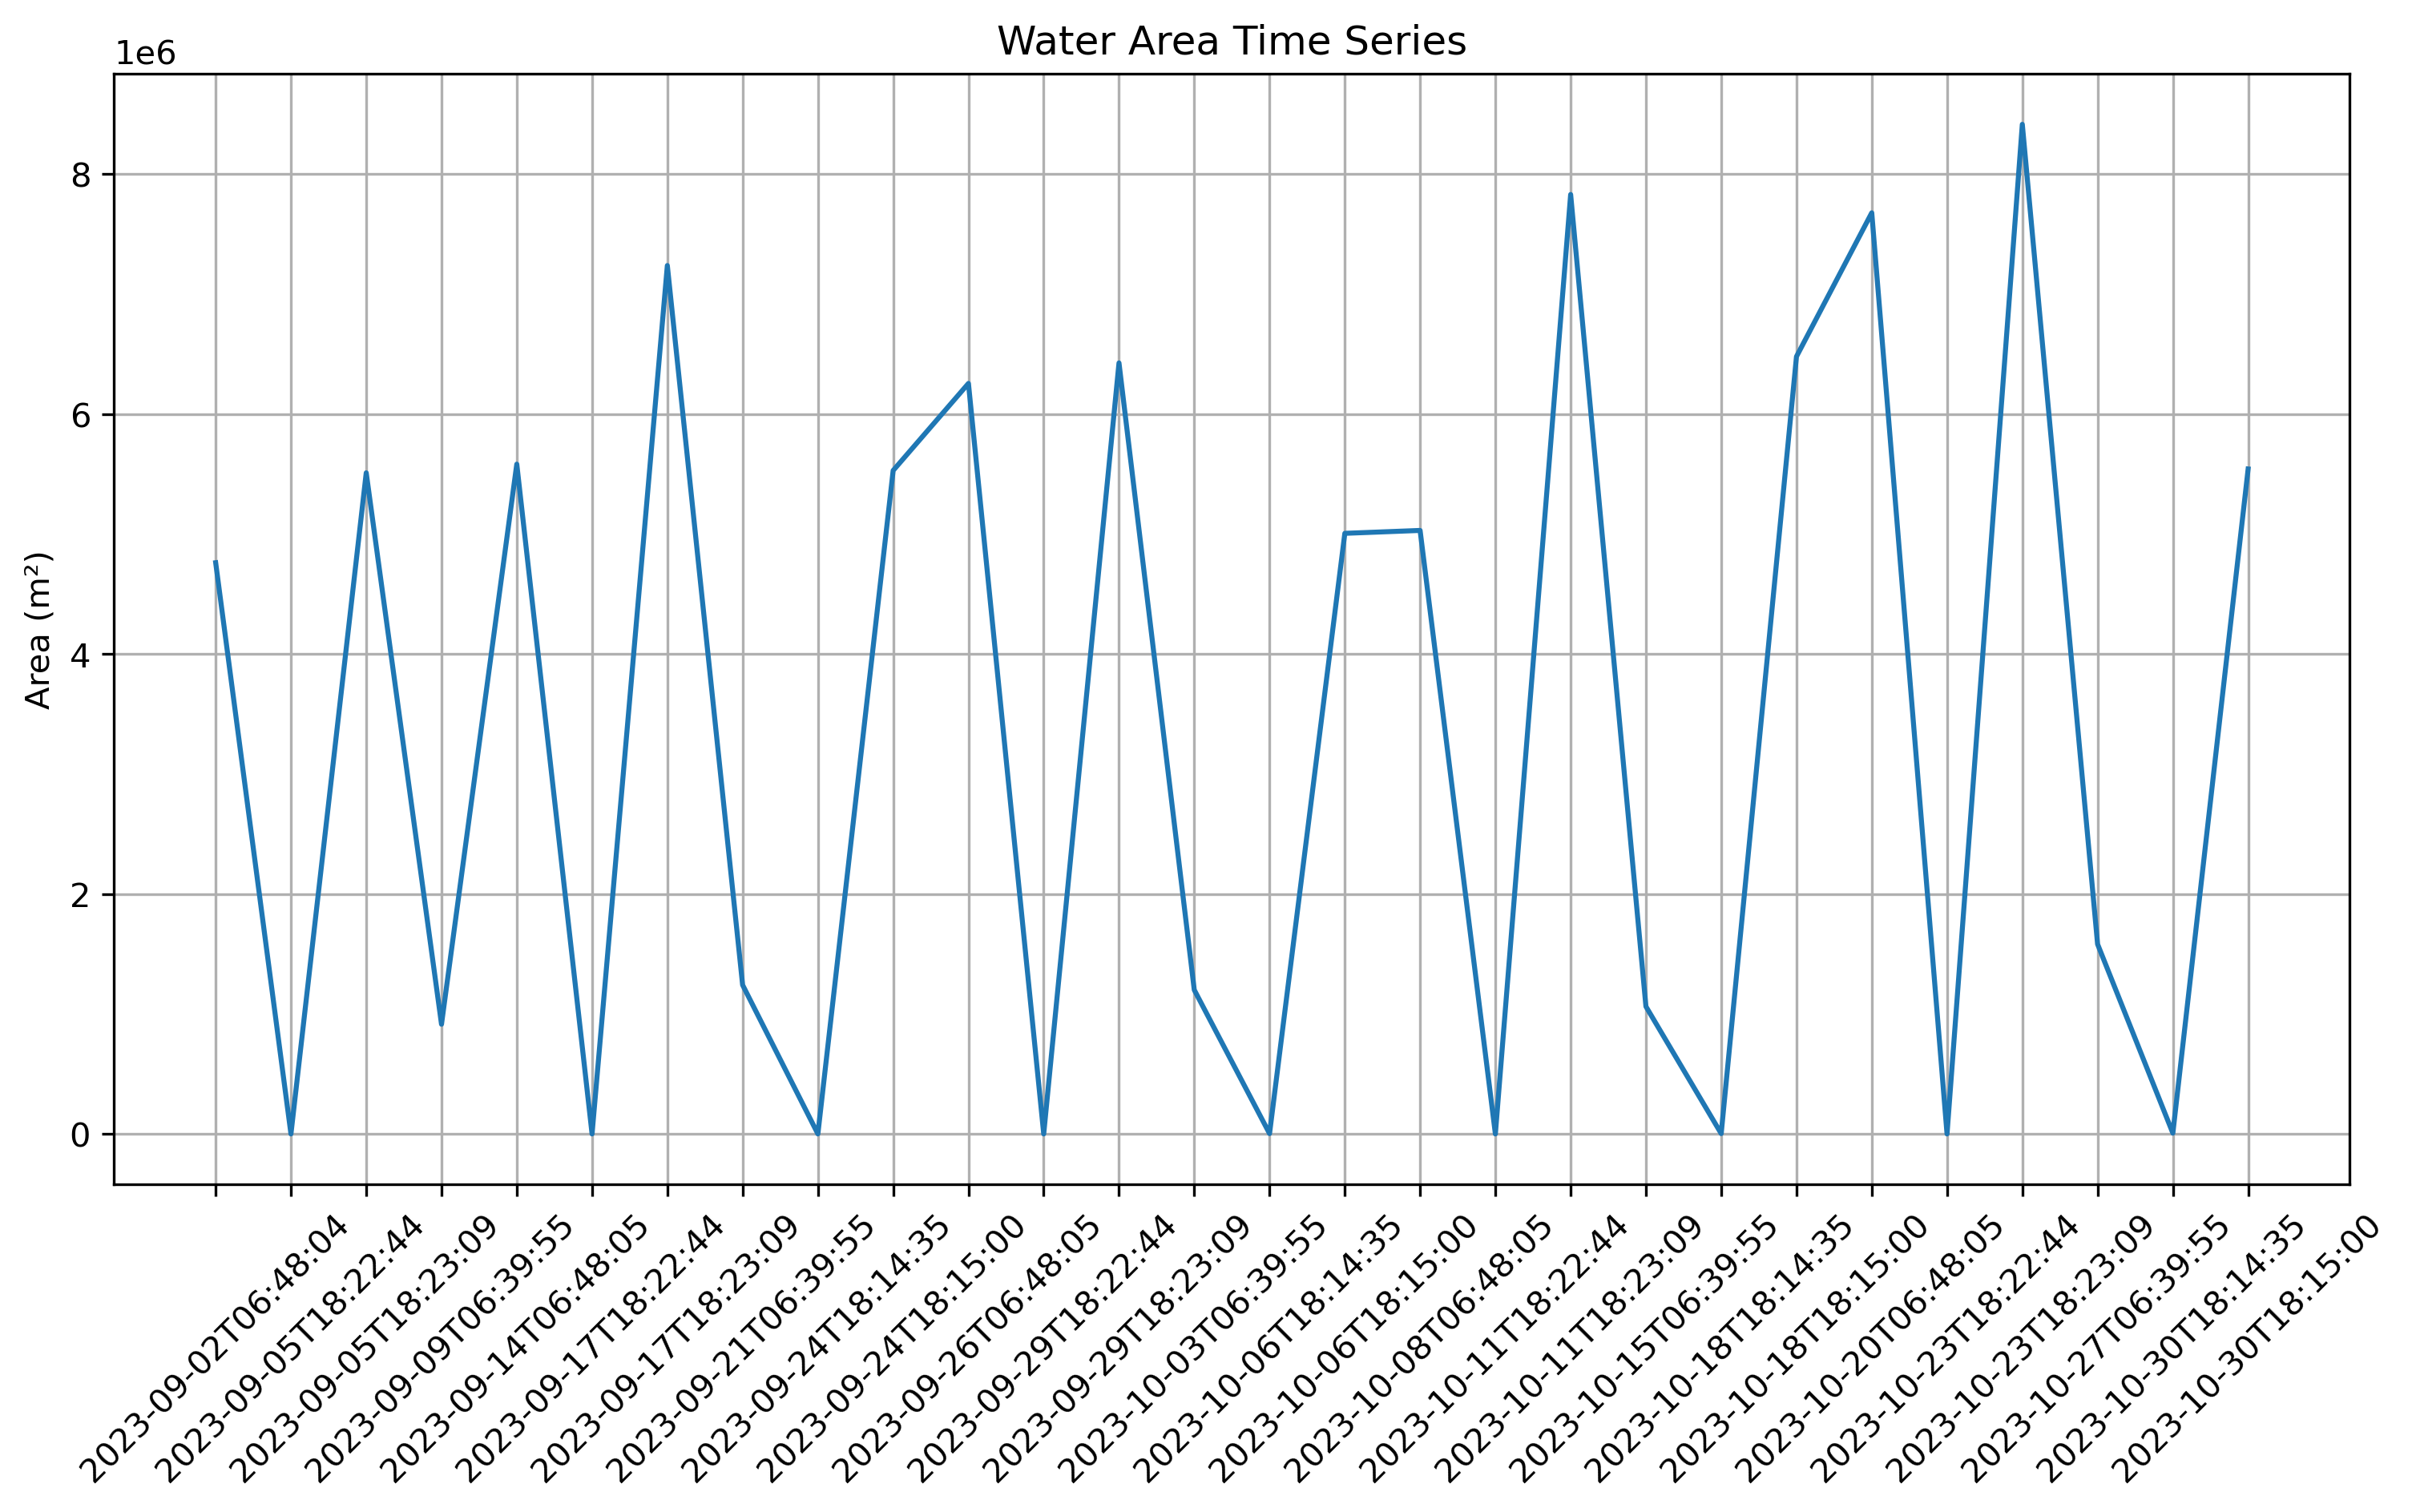 Water Area Time Series
1e6
8
6
4
2
0
Area (m²)
2023-09-02T06:48:04
2023-09-05T18:22:44
2023-09-05T18:23:09
2023-09-09T06:39:55
2023-09-14T06:48:05
2023-09-17T18:22:44
2023-09-17T18:23:09
2023-09-21T06:39:55
2023-09-24T18:14:35
2023-09-24T18:15:00
2023-09-26T06:48:05
2023-09-29T18:22:44
2023-09-29T18:23:09
2023-10-03T06:39:55
2023-10-06T18:14:35
2023-10-06T18:15:00
2023-10-08T06:48:05
2023-10-11T18:22:44
2023-10-11T18:23:09
2023-10-15T06:39:55
2023-10-18T18:14:35
2023-10-18T18:15:00
2023-10-20T06:48:05
2023-10-23T18:22:44
2023-10-23T18:23:09
2023-10-27T06:39:55
2023-10-30T18:14:35
2023-10-30T18:15:00